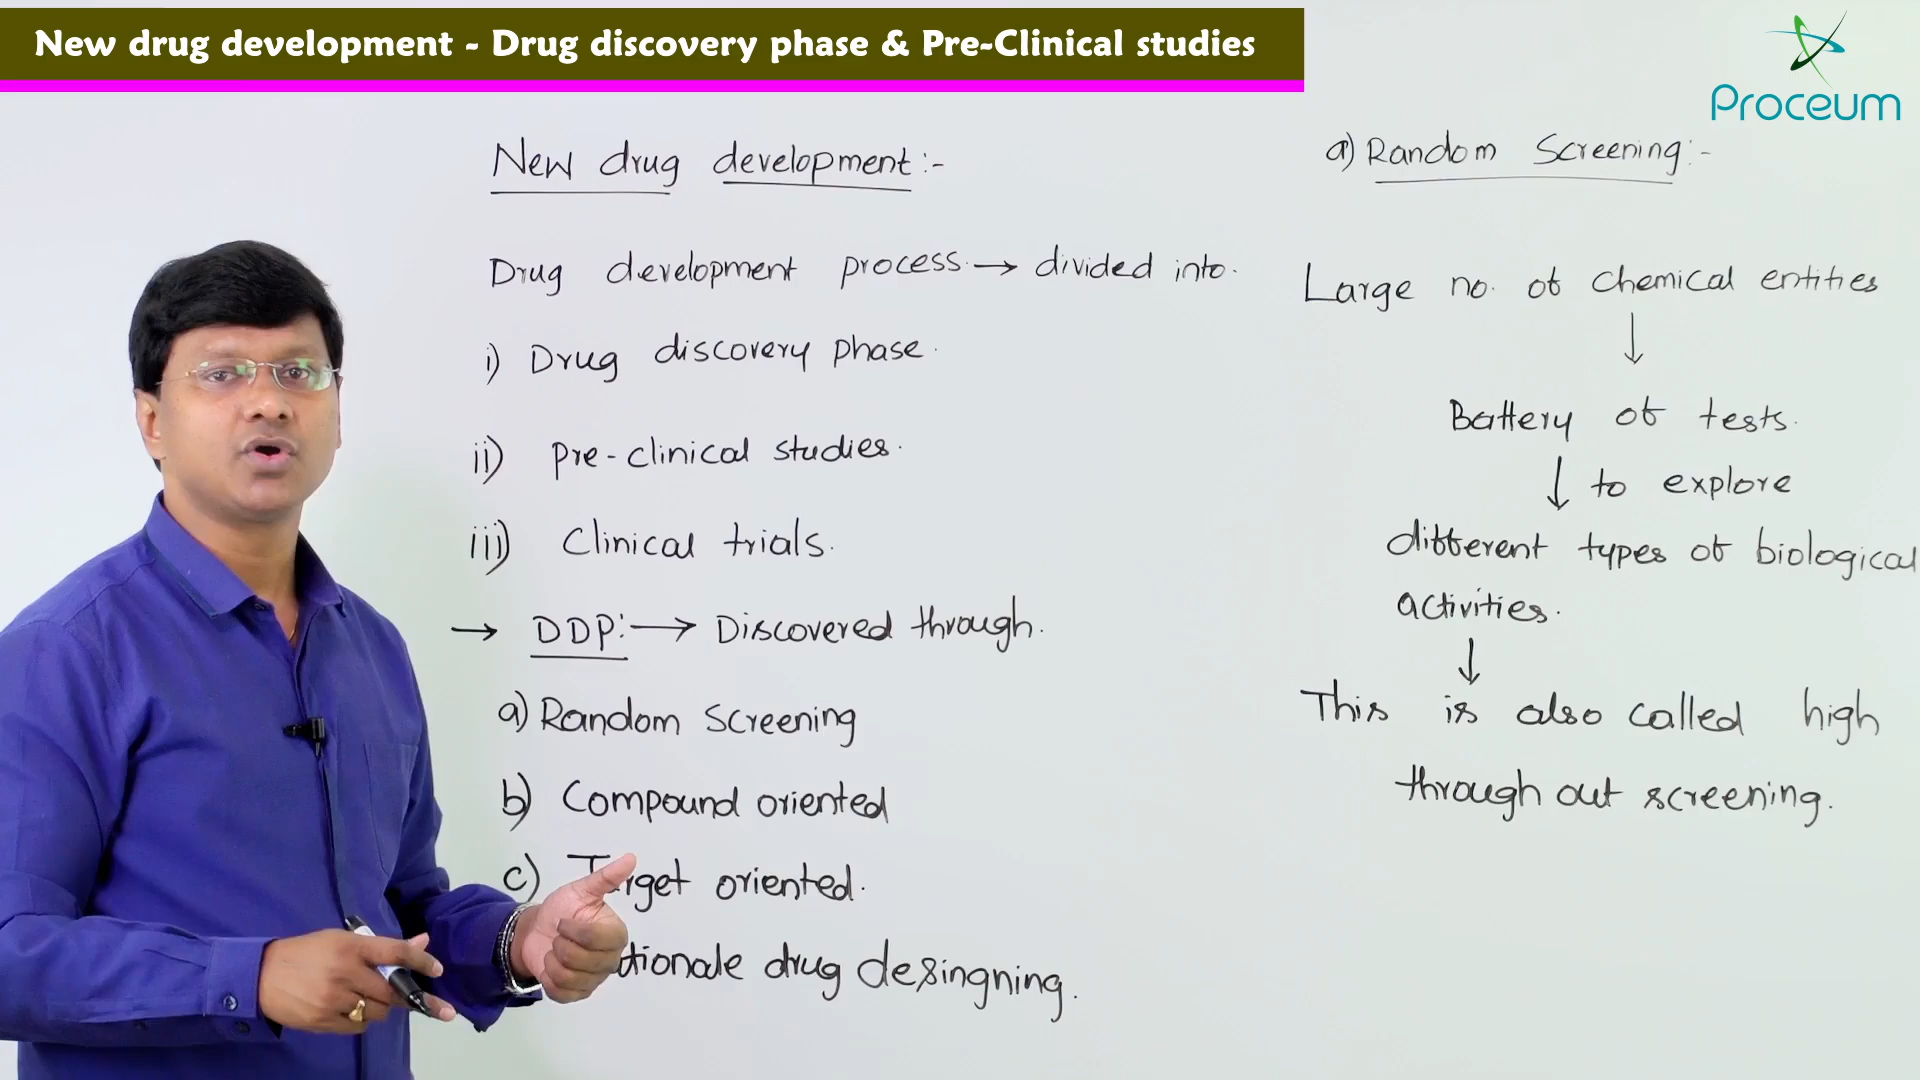 New drug development - Drug discovery phase & Pre-Clinical studies
Proceum
New drug development :-
Drug development process. → divided into.
i) Drug discovery phase.
ii) Pre-clinical studies.
iii) Clinical trials.
→ DDP: → Discovered through.
a) Random Screening
b) Compound oriented
c) Target oriented.
drug desingning.
a) Random Screening :-
Large no. of chemical entities
↓
Battery of tests.
↓ to explore
different types of biological
activities.
↓
This is also called high
through out screening.